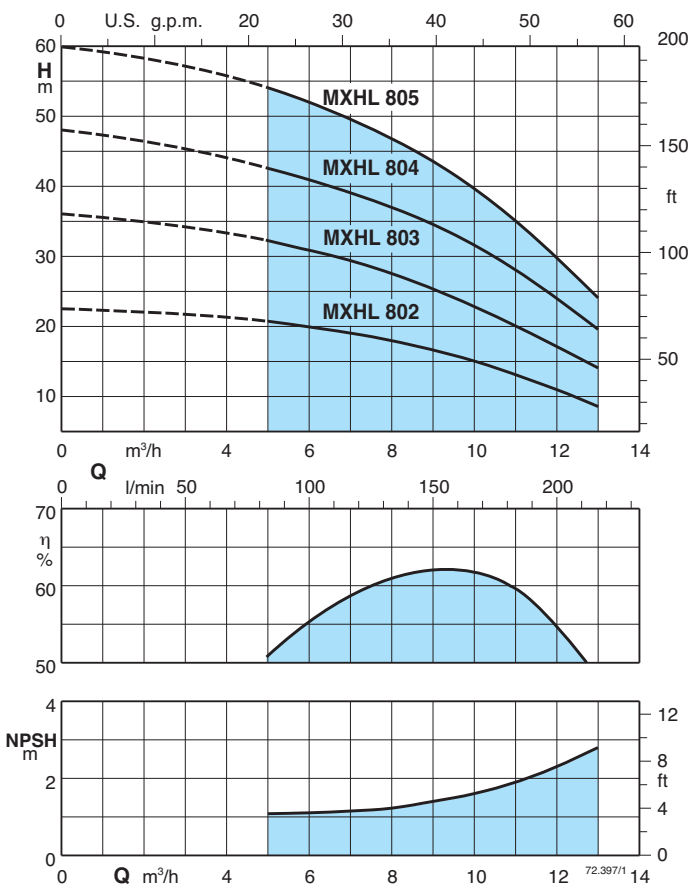 0 U.S. g.p.m. 20 30 40 50 60
60 200
H
m
MXHL 805
50
150
MXHL 804
40
ft
MXHL 803
30 100
MXHL 802
20
50
10
0 m³/h 4 6 8 10 12 14
Q
0 l/min 50 100 150 200
70
η
%
60
50
4
12
NPSH
m
8
2 ft
4
0 0
72.397/1
0 Q m³/h 4 6 8 10 12 14